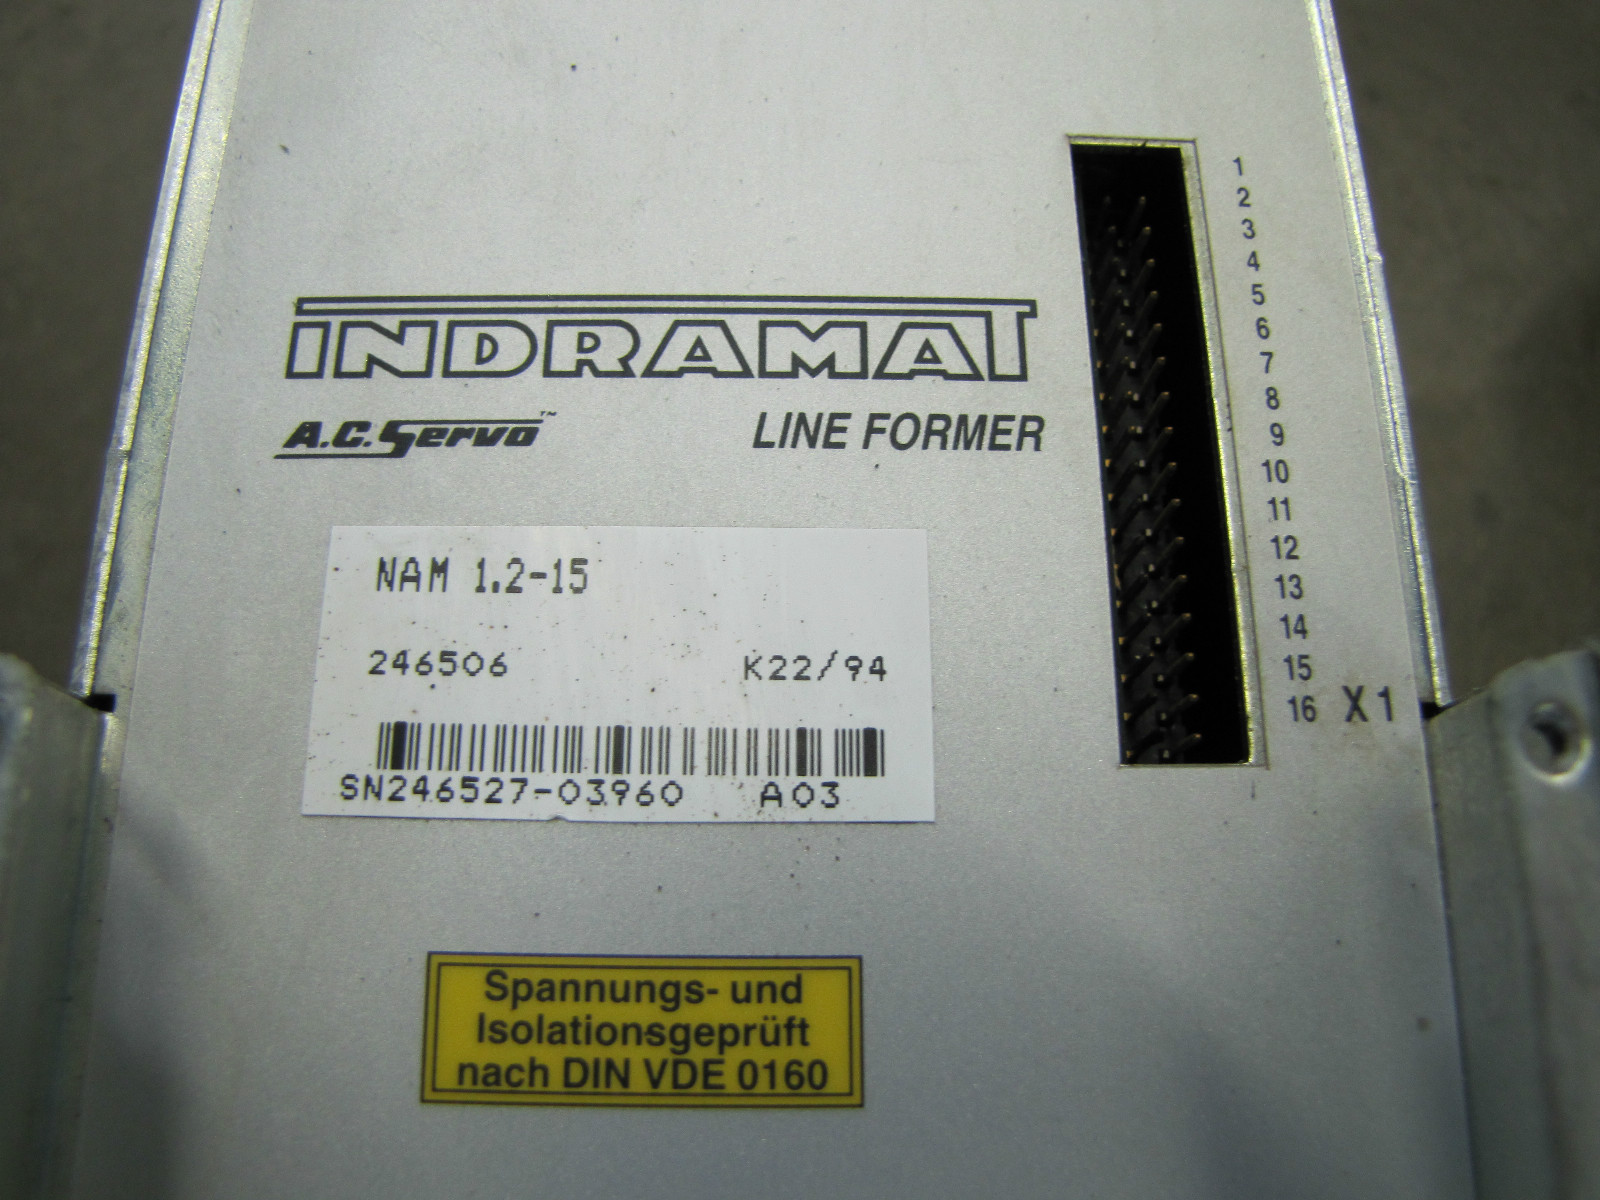 INDRAMAT
A.C. Servo™
LINE FORMER
NAM 1.2-15
246506 K22/94
SN246527-03960 A03
Spannungs- und
Isolationsgeprüft
nach DIN VDE 0160
1
2
3
4
5
6
7
8
9
10
11
12
13
14
15
16 X1